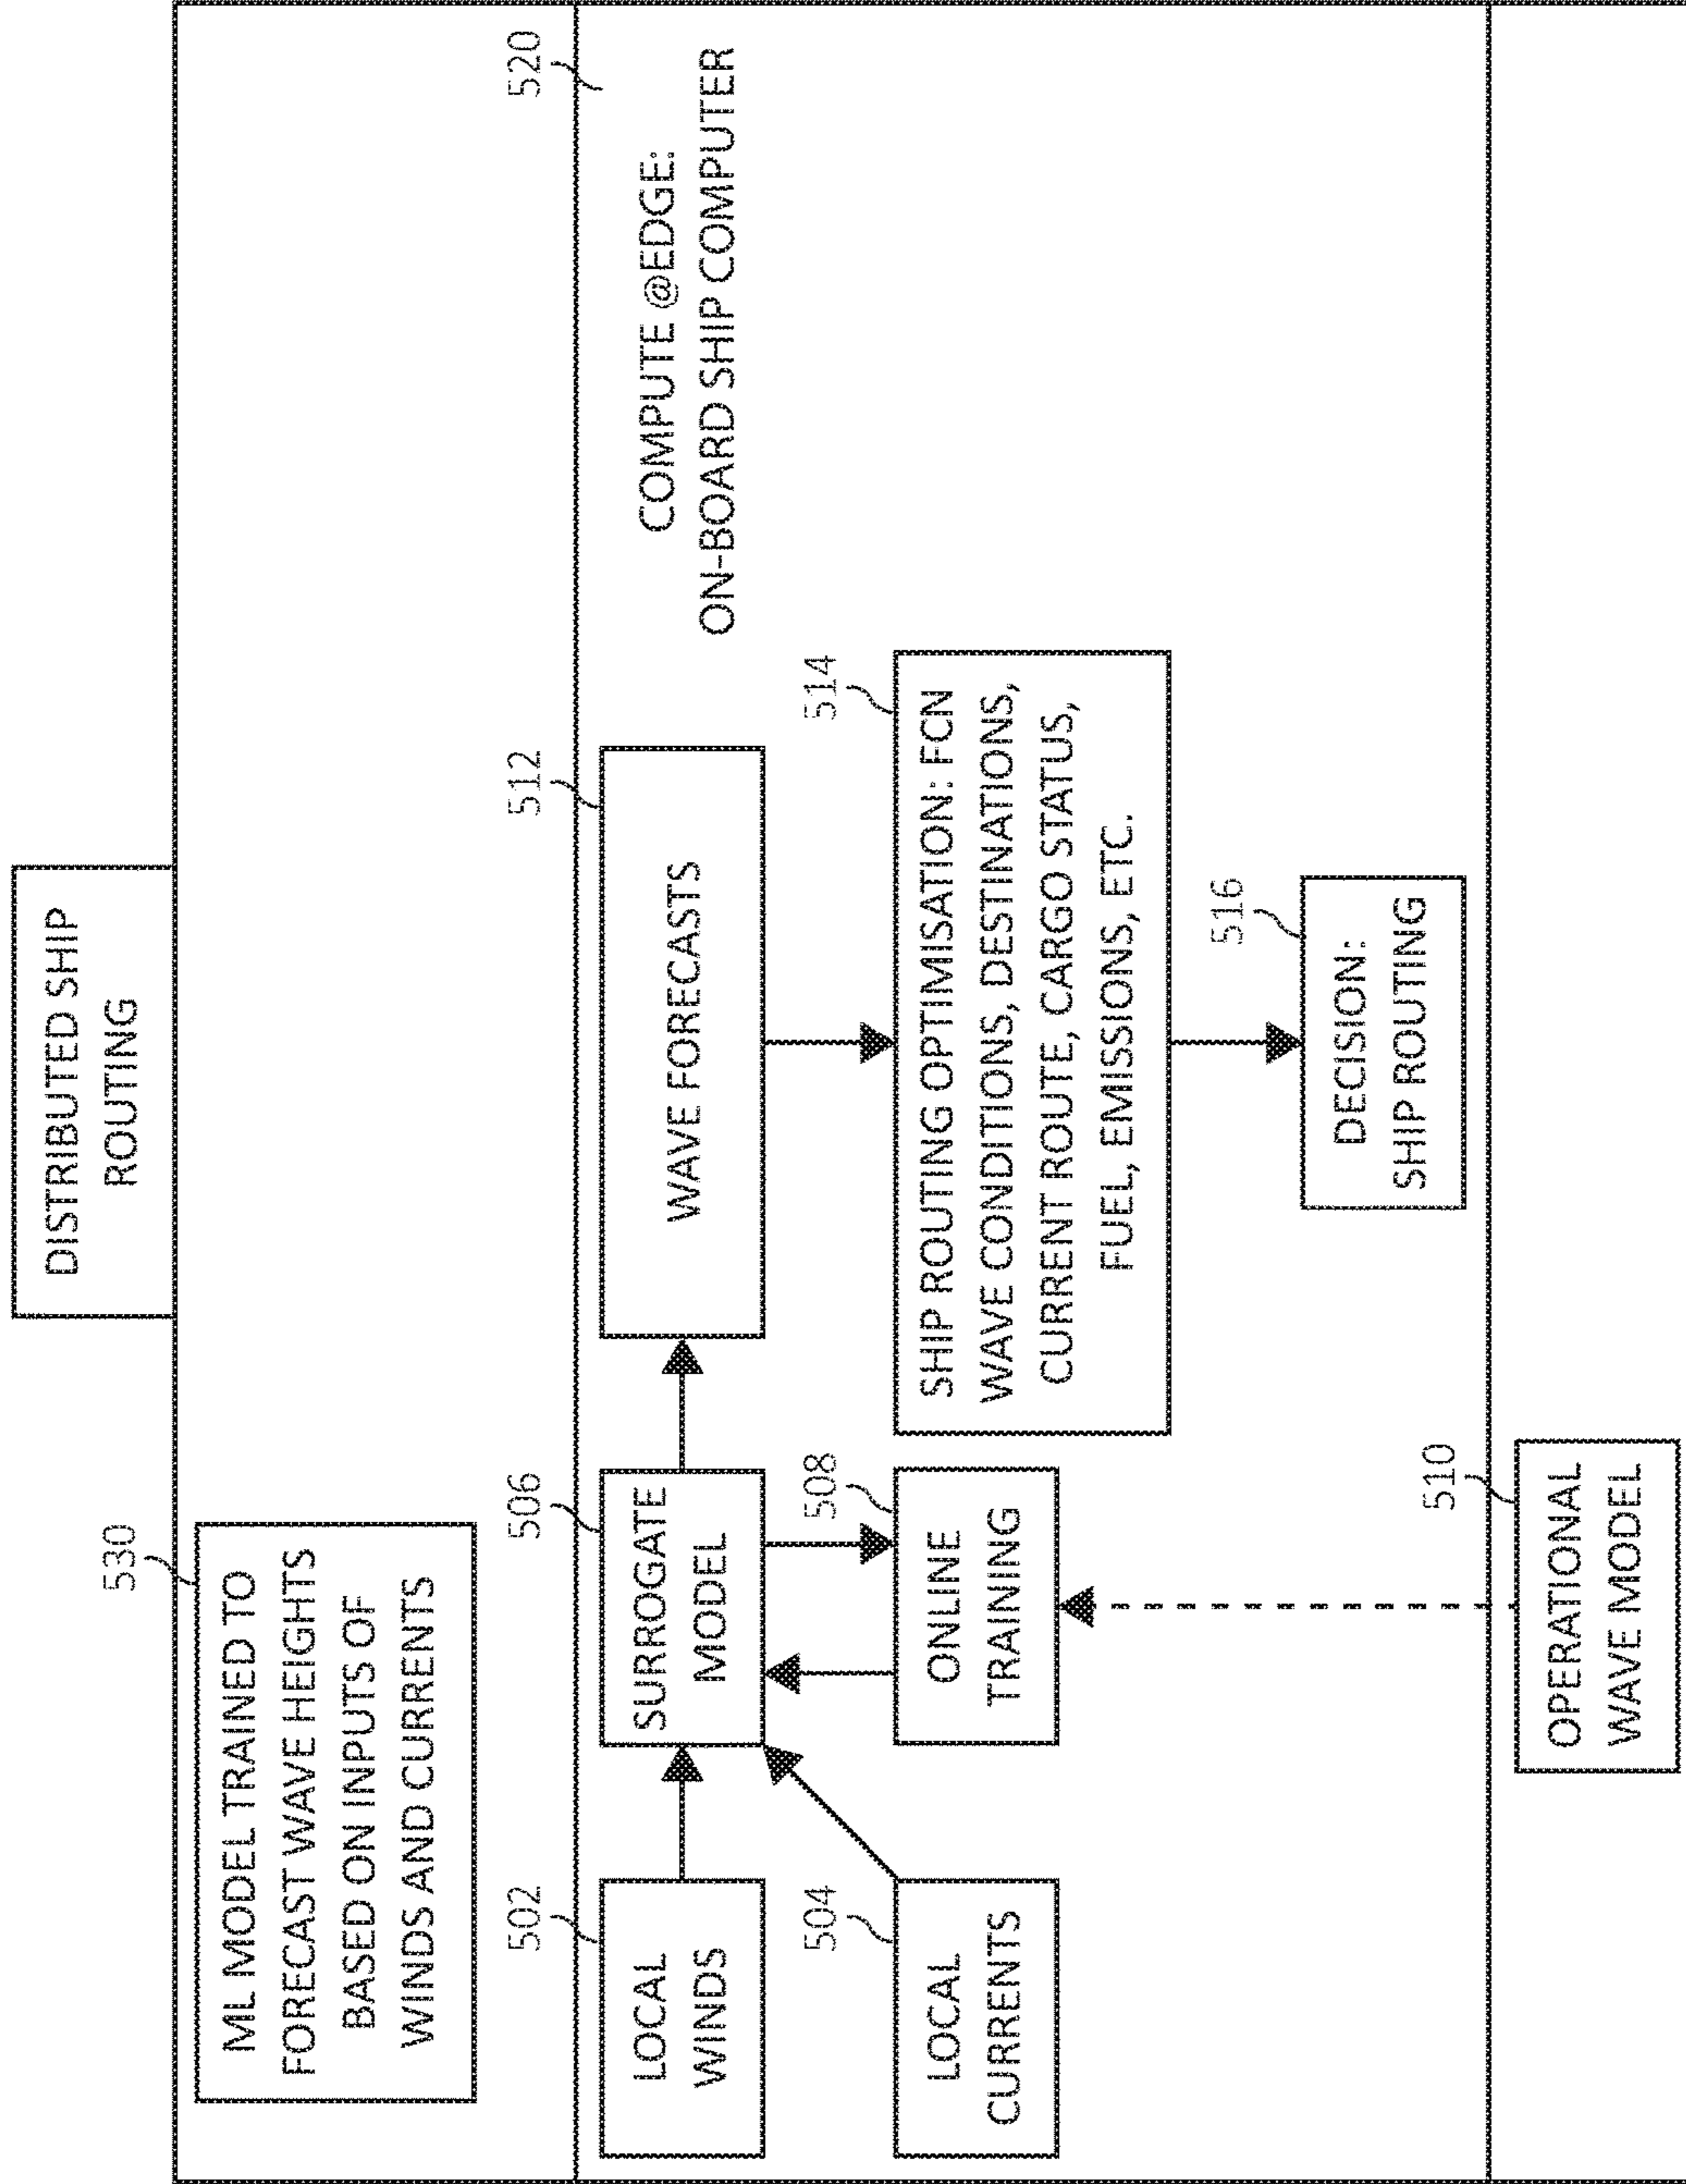 DISTRIBUTED SHIP
ROUTING
530
ML MODEL TRAINED TO
FORECAST WAVE HEIGHTS
BASED ON INPUTS OF
WINDS AND CURRENTS
520
COMPUTE @EDGE:
ON-BOARD SHIP COMPUTER
502
LOCAL
WINDS
506
SURROGATE
MODEL
512
WAVE FORECASTS
504
LOCAL
CURRENTS
508
ONLINE
TRAINING
514
SHIP ROUTING OPTIMISATION: FCN
WAVE CONDITIONS, DESTINATIONS,
CURRENT ROUTE, CARGO STATUS,
FUEL, EMISSIONS, ETC.
516
DECISION:
SHIP ROUTING
510
OPERATIONAL
WAVE MODEL